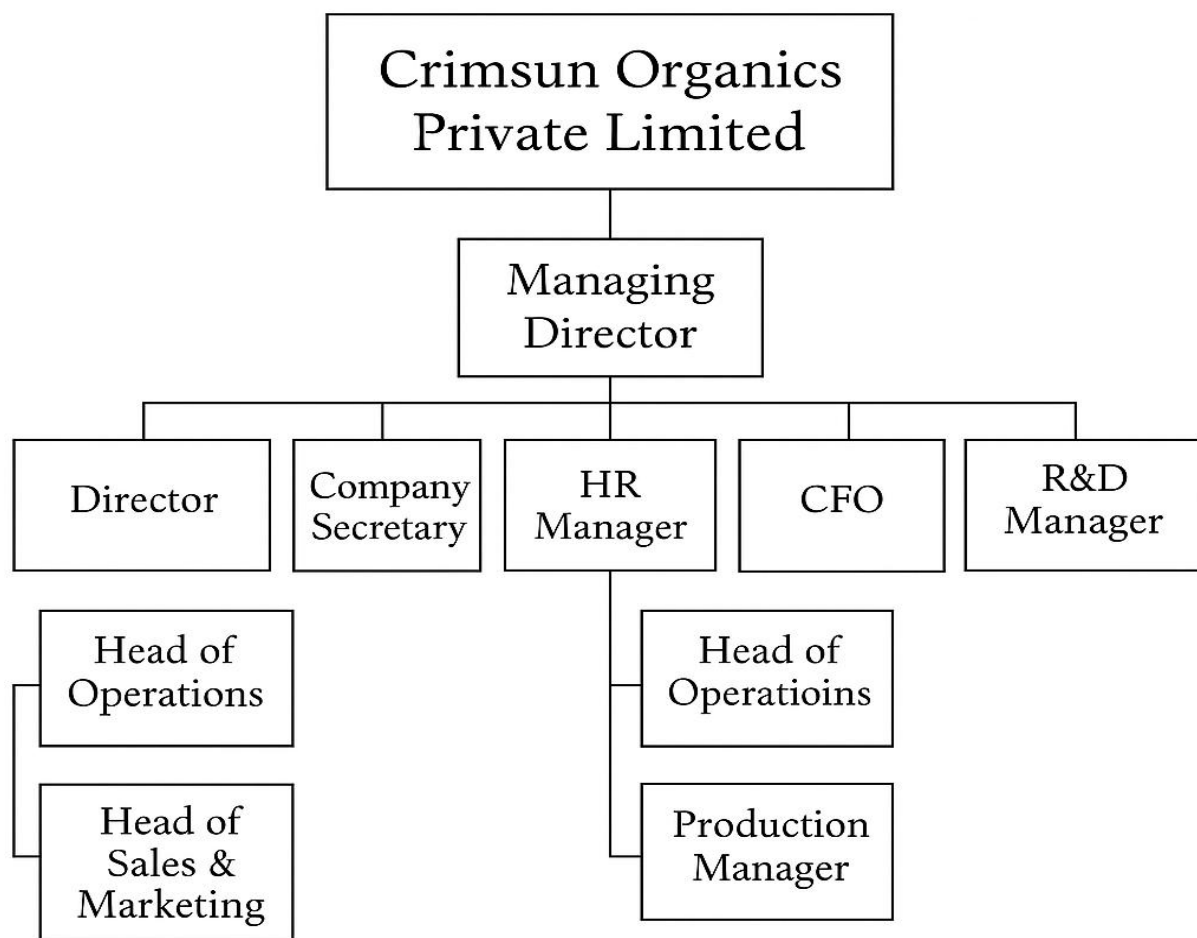 Crimsun Organics
Private Limited
Managing
Director
Director
Company
Secretary
HR
Manager
CFO
R&D
Manager
Head of
Operations
Head of
Operatioins
Head of
Sales &
Marketing
Production
Manager